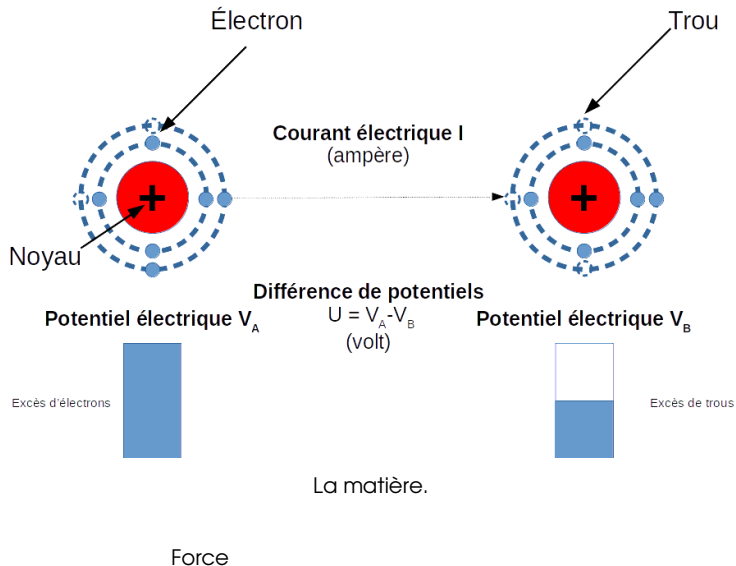 Électron
Trou
Courant électrique I
(ampère)
+
+
Noyau
Différence de potentiels
U = VA-VB
(volt)
Potentiel électrique VA
Potentiel électrique VB
Excès d'électrons
Excès de trous
La matière.
Force